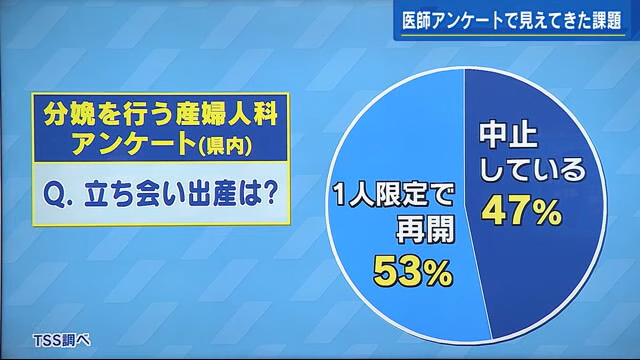 医師アンケートで見えてきた課題
分娩を行う産婦人科
アンケート(県内)
Q. 立ち会い出産は?
中止
している
47%
1人限定で
再開
53%
TSS調べ